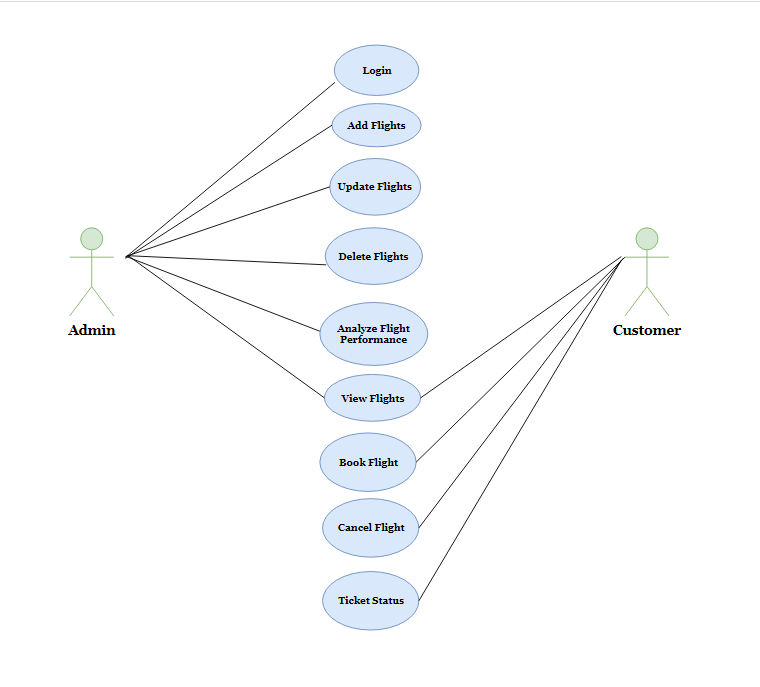 Login
Add Flights
Update Flights
Delete Flights
Admin
Customer
Analyze Flight
Performance
View Flights
Book Flight
Cancel Flight
Ticket Status